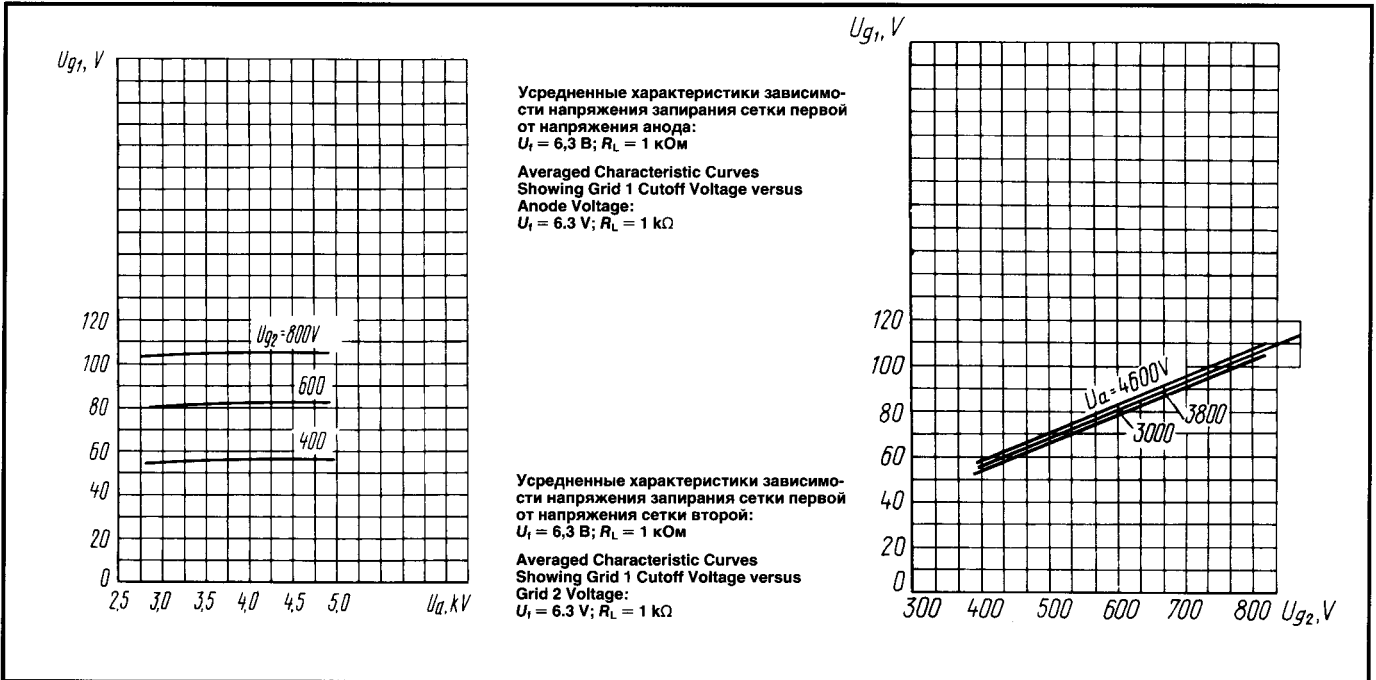 Ug1, V
120
100
80
60
40
20
0
2,5 3,0 3,5 4,0 4,5 5,0 Ua, kV
Ug2=800V
600
400
Усредненные характеристики зависимо-
сти напряжения запирания сетки первой
от напряжения анода:
Uf = 6,3 В; RL = 1 кОм
Averaged Characteristic Curves
Showing Grid 1 Cutoff Voltage versus
Anode Voltage:
Uf = 6.3 V; RL = 1 kΩ
Усредненные характеристики зависимо-
сти напряжения запирания сетки первой
от напряжения сетки второй:
Uf = 6,3 В; RL = 1 кОм
Averaged Characteristic Curves
Showing Grid 1 Cutoff Voltage versus
Grid 2 Voltage:
Uf = 6.3 V; RL = 1 kΩ
Ug1, V
120
100
80
60
40
20
0
300 400 500 600 700 800 Ug2, V
Ua=4600V
3800
3000